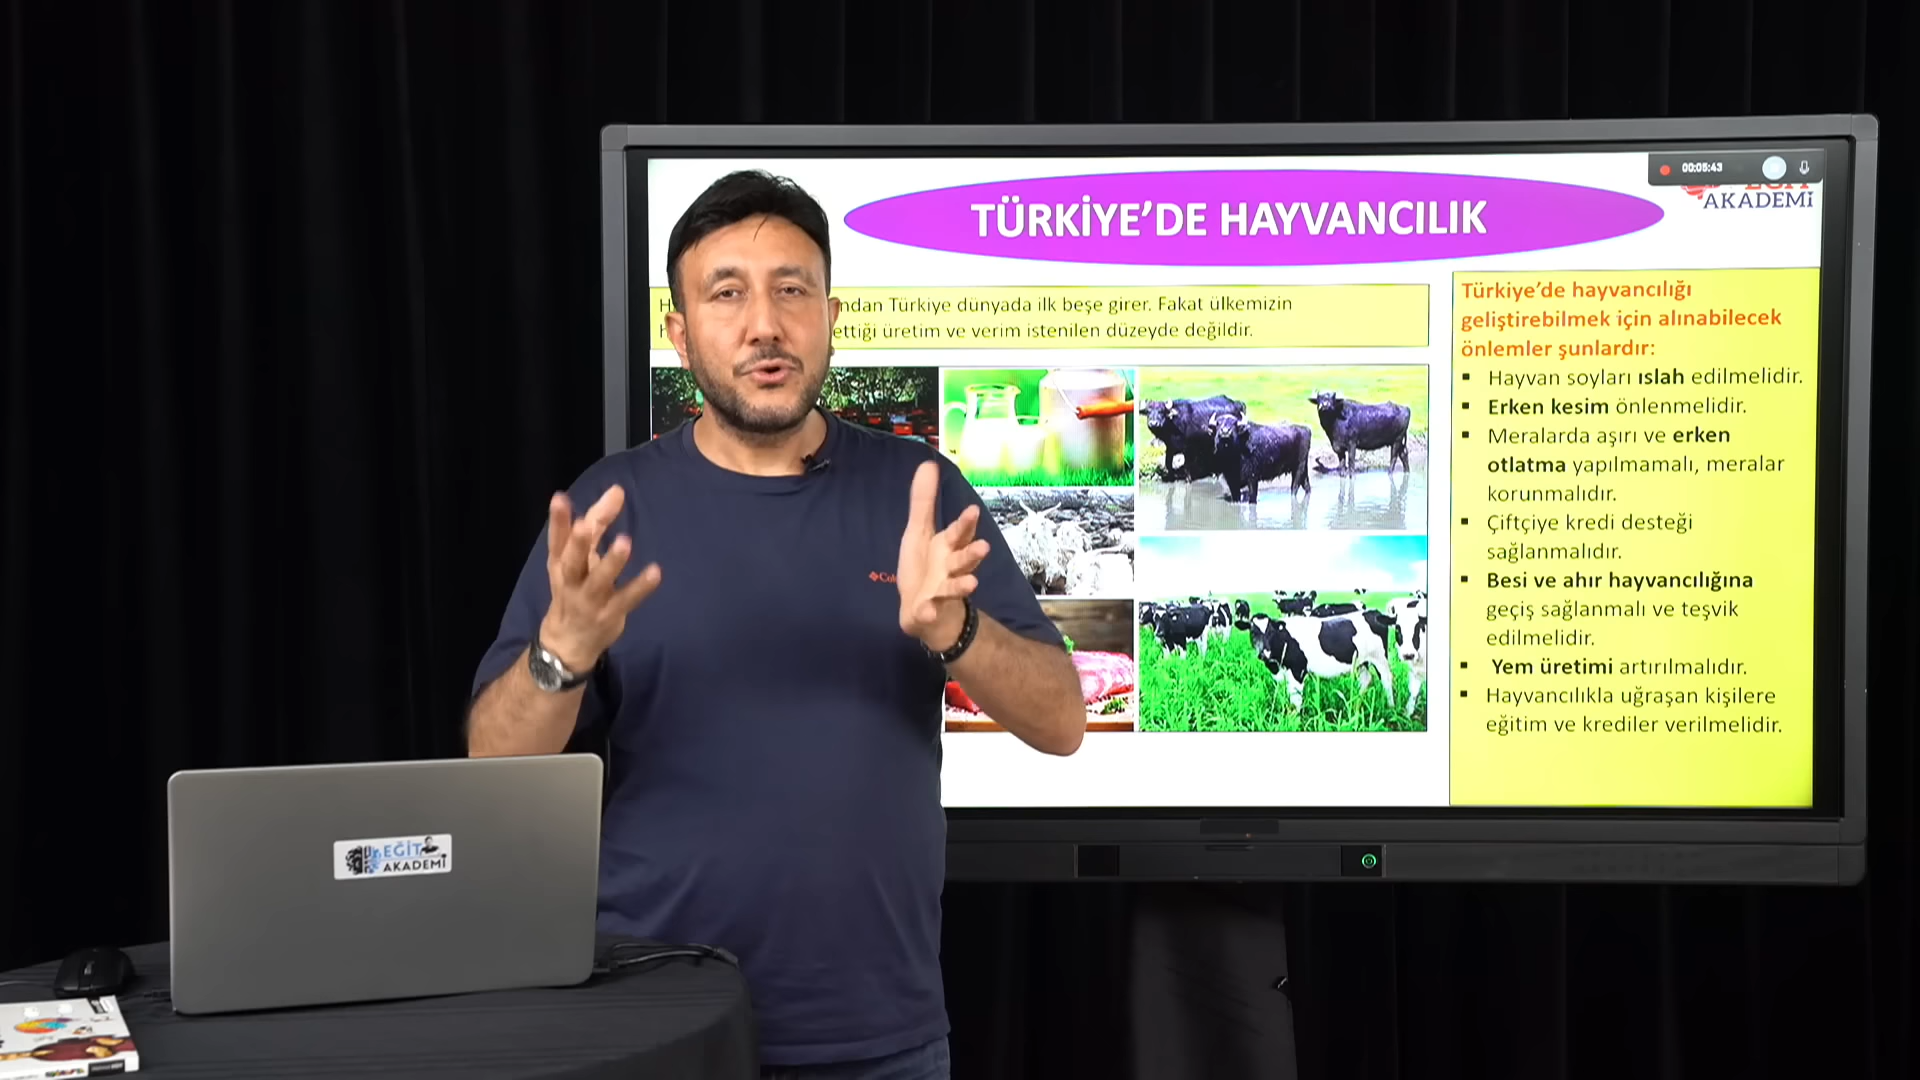 00:05:43
AKADEMİ
TÜRKİYE’DE HAYVANCILIK
ndan Türkiye dünyada ilk beşe girer. Fakat ülkemizin
ettiği üretim ve verim istenilen düzeyde değildir.
Türkiye’de hayvancılığı
geliştirebilmek için alınabilecek
önlemler şunlardır:
▪ Hayvan soyları ıslah edilmelidir.
▪ Erken kesim önlenmelidir.
▪ Meralarda aşırı ve erken
otlatma yapılmamalı, meralar
korunmalıdır.
▪ Çiftçiye kredi desteği
sağlanmalıdır.
▪ Besi ve ahır hayvancılığına
geçiş sağlanmalı ve teşvik
edilmelidir.
▪ Yem üretimi artırılmalıdır.
▪ Hayvancılıkla uğraşan kişilere
eğitim ve krediler verilmelidir.
EĞİT
AKADEMİ